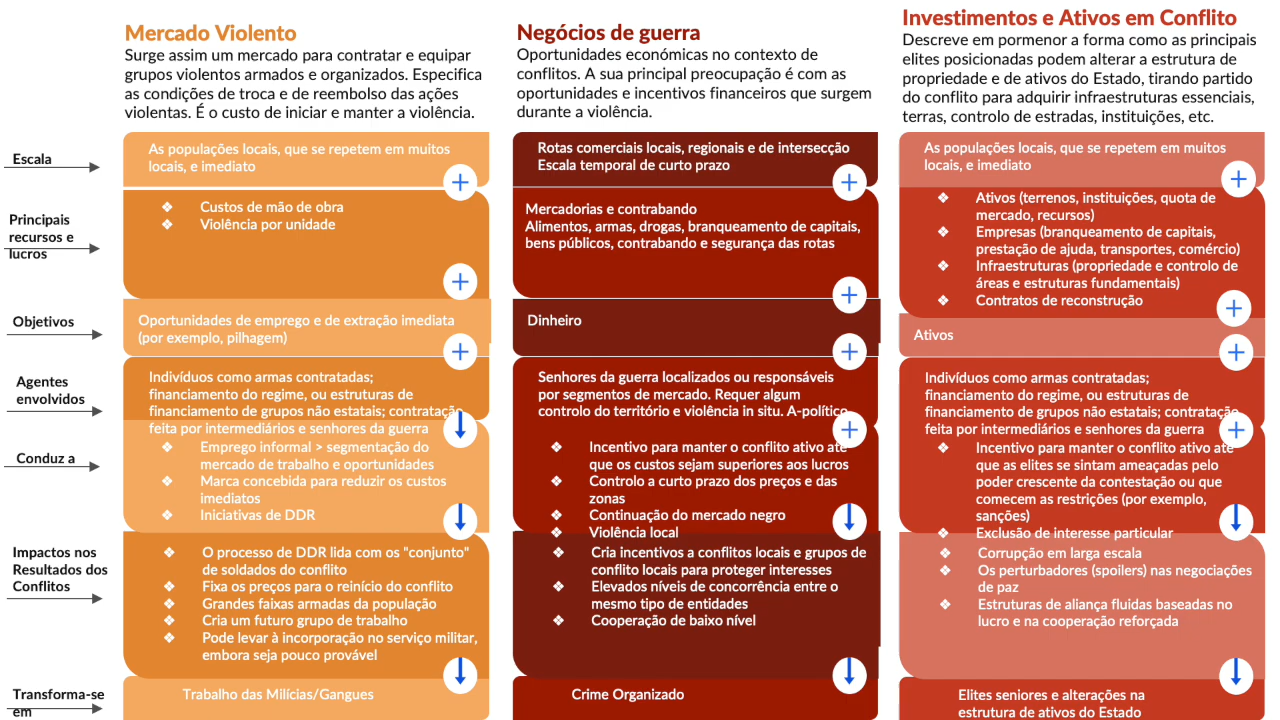 Mercado Violento
Surge assim um mercado para contratar e equipar
grupos violentos armados e organizados. Especifica
as condições de troca e de reembolso das ações
violentas. É o custo de iniciar e manter a violência.
Negócios de guerra
Oportunidades económicas no contexto de
conflitos. A sua principal preocupação é com as
oportunidades e incentivos financeiros que surgem
durante a violência.
Investimentos e Ativos em Conflito
Descreve em pormenor a forma como as principais
elites posicionadas podem alterar a estrutura de
propriedade e de ativos do Estado, tirando partido
do conflito para adquirir infraestruturas essenciais,
terras, controlo de estradas, instituições, etc.
Escala
As populações locais, que se repetem em muitos
locais, e imediato
Rotas comerciais locais, regionais e de intersecção
Escala temporal de curto prazo
As populações locais, que se repetem em muitos
locais, e imediato
Principais
recursos e
lucros
❖ Custos de mão de obra
❖ Violência por unidade
Mercadorias e contrabando
Alimentos, armas, drogas, branqueamento de capitais,
bens públicos, contrabando e segurança das rotas
❖ Ativos (terrenos, instituições, quota de
mercado, recursos)
❖ Empresas (branqueamento de capitais,
prestação de ajuda, transportes, comércio)
❖ Infraestruturas (propriedade e controlo de
áreas e estruturas fundamentais)
❖ Contratos de reconstrução
Objetivos
Oportunidades de emprego e de extração imediata
(por exemplo, pilhagem)
Dinheiro
Ativos
Agentes
envolvidos
Indivíduos como armas contratadas;
financiamento do regime, ou estruturas de
financiamento de grupos não estatais; contratação
feita por intermediários e senhores da guerra
Senhores da guerra localizados ou responsáveis
por segmentos de mercado. Requer algum
controlo do território e violência in situ. A-político
Indivíduos como armas contratadas;
financiamento do regime, ou estruturas de
financiamento de grupos não estatais; contratação
feita por intermediários e senhores da guerra
Conduz a
❖ Emprego informal > segmentação do
mercado de trabalho e oportunidades
❖ Marca concebida para reduzir os custos
imediatos
❖ Iniciativas de DDR
❖ Incentivo para manter o conflito ativo até
que os custos sejam superiores aos lucros
❖ Controlo a curto prazo dos preços e das
zonas
❖ Continuação do mercado negro
❖ Violência local
❖ Incentivo para manter o conflito ativo até
que as elites se sintam ameaçadas pelo
poder crescente da contestação ou que
comecem as restrições (por exemplo,
sanções)
❖ Exclusão de interesse particular
Impactos nos
Resultados dos
Conflitos
❖ O processo de DDR lida com os "conjunto"
de soldados do conflito
❖ Fixa os preços para o reinício do conflito
❖ Grandes faixas armadas da população
❖ Cria um futuro grupo de trabalho
❖ Pode levar à incorporação no serviço militar,
embora seja pouco provável
❖ Cria incentivos a conflitos locais e grupos de
conflito locais para proteger interesses
❖ Elevados níveis de concorrência entre o
mesmo tipo de entidades
❖ Cooperação de baixo nível
❖ Corrupção em larga escala
❖ Os perturbadores (spoilers) nas negociações
de paz
❖ Estruturas de aliança fluidas baseadas no
lucro e na cooperação reforçada
Transforma-se
em
Trabalho das Milícias/Gangues
Crime Organizado
Elites seniores e alterações na
estrutura de ativos do Estado